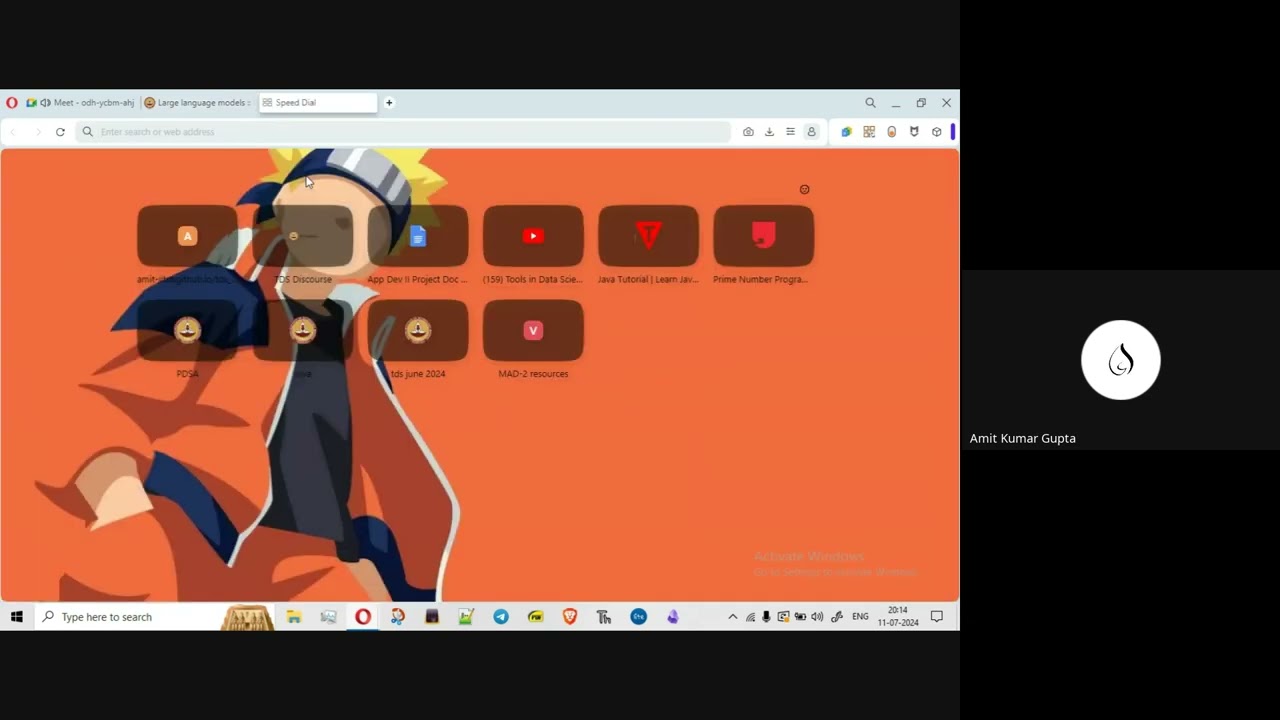 Meet - odh-ycbm-ahj
Large language models :
Speed Dial
Enter search or web address
A
TDS Discourse
App Dev II Project Doc ...
(159) Tools in Data Scie...
Java Tutorial | Learn Jav...
Prime Number Progra...
PDSA
tds june 2024
V
MAD-2 resources
Activate Windows
Go to Settings to activate Windows.
Type here to search
ENG
20:14
11-07-2024
Amit Kumar Gupta